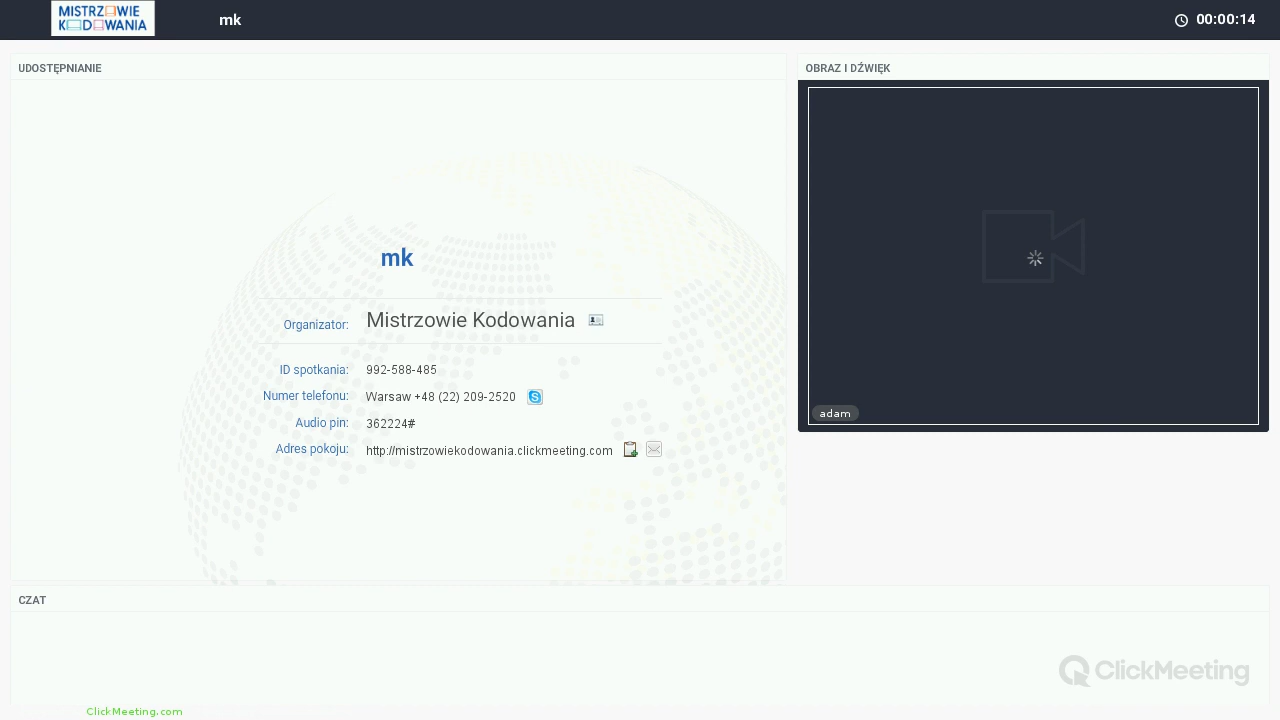 MISTRZOWIE
KODOWANIA
mk
00:00:14
UDOSTĘPNIANIE
OBRAZ I DŹWIĘK
mk
Organizator: Mistrzowie Kodowania
ID spotkania: 992-588-485
Numer telefonu: Warsaw +48 (22) 209-2520
Audio pin: 362224#
Adres pokoju: http://mistrzowiekodowania.clickmeeting.com
adam
CZAT
ClickMeeting
ClickMeeting.com